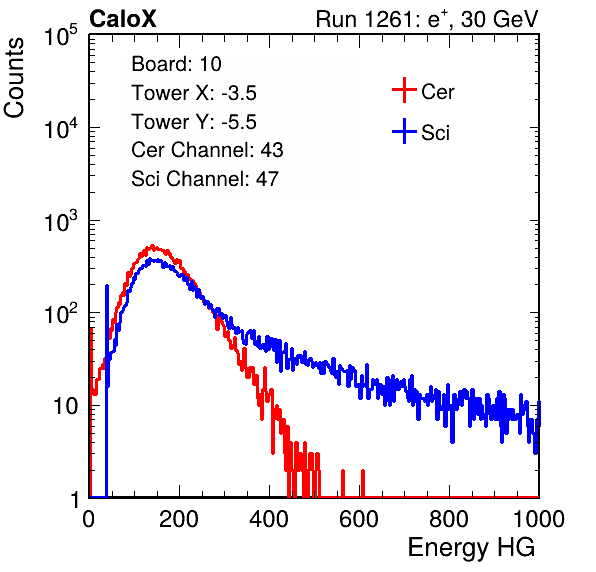 CaloX Run 1261: e⁺, 30 GeV
Board: 10
Tower X: -3.5
Tower Y: -5.5
Cer Channel: 43
Sci Channel: 47
Cer
Sci
Counts
10⁵
10⁴
10³
10²
10
1
0 200 400 600 800 1000
Energy HG